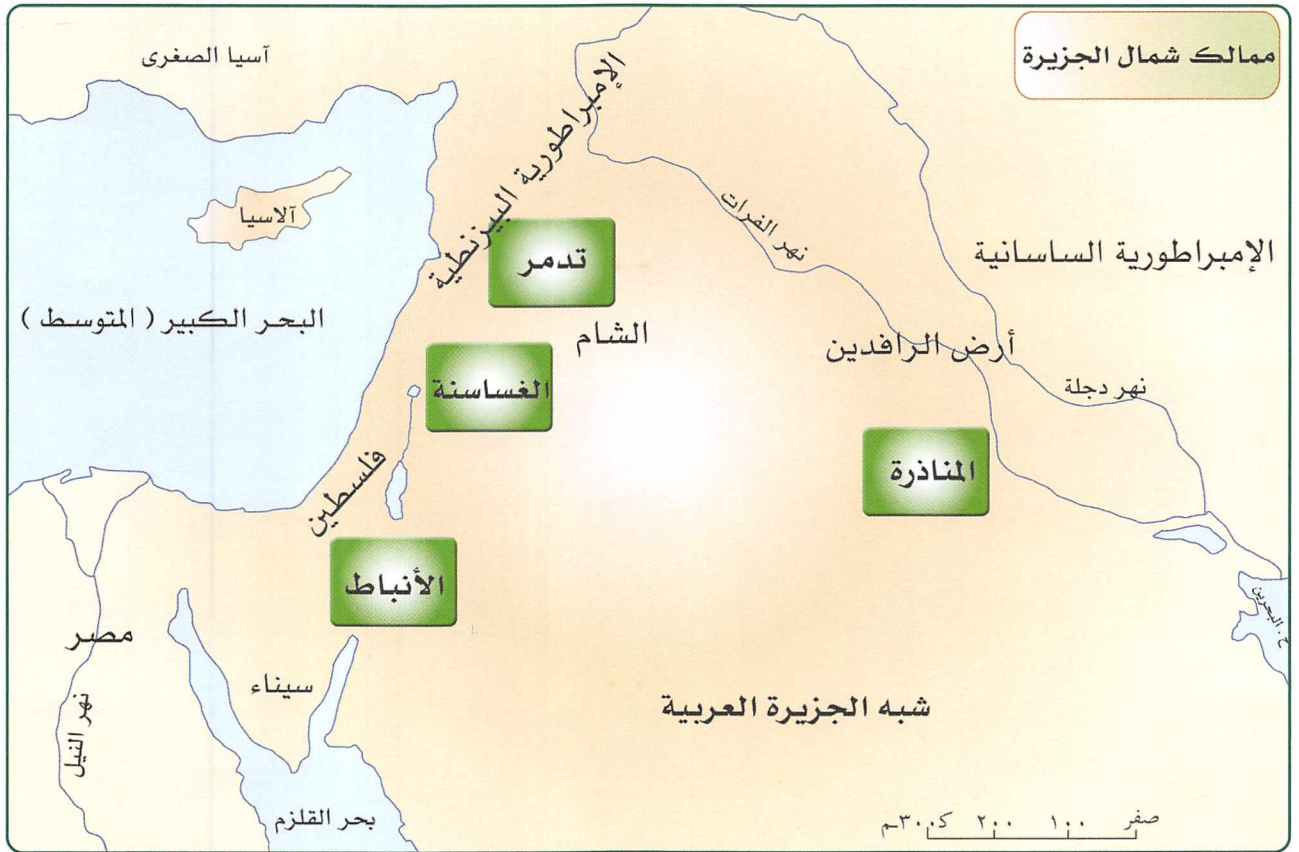 ممالك شمال الجزيرة
آسيا الصغرى
الإمبراطورية البيزنطية
آلاسيا
نهر الفرات
الإمبراطورية الساسانية
تدمر
البحر الكبير ( المتوسط )
الشام
أرض الرافدين
الغساسنة
نهر دجلة
المناذرة
فلسطين
الأنباط
خ. البحرين
مصر
سيناء
شبه الجزيرة العربية
نهر النيل
بحر القلزم
صفر ١٠٠ ٢٠٠ ٣٠٠كم